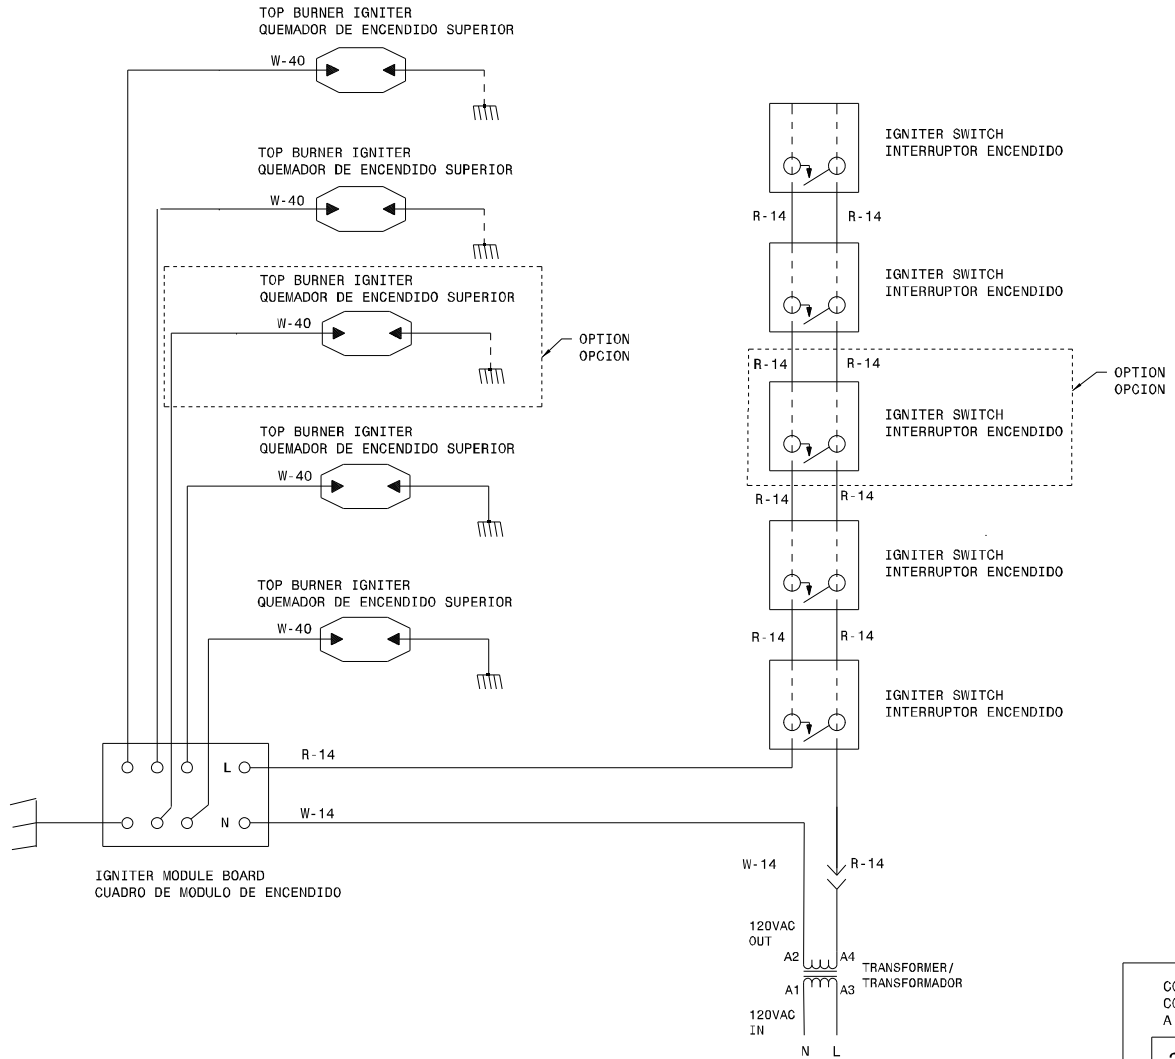 TOP BURNER IGNITER
QUEMADOR DE ENCENDIDO SUPERIOR
W-40
TOP BURNER IGNITER
QUEMADOR DE ENCENDIDO SUPERIOR
W-40
TOP BURNER IGNITER
QUEMADOR DE ENCENDIDO SUPERIOR
W-40
OPTION
OPCION
TOP BURNER IGNITER
QUEMADOR DE ENCENDIDO SUPERIOR
W-40
TOP BURNER IGNITER
QUEMADOR DE ENCENDIDO SUPERIOR
W-40
L
R-14
N
W-14
IGNITER MODULE BOARD
CUADRO DE MODULO DE ENCENDIDO
IGNITER SWITCH
INTERRUPTOR ENCENDIDO
R-14 R-14
IGNITER SWITCH
INTERRUPTOR ENCENDIDO
R-14 R-14
OPTION
OPCION
IGNITER SWITCH
INTERRUPTOR ENCENDIDO
R-14 R-14
IGNITER SWITCH
INTERRUPTOR ENCENDIDO
R-14 R-14
IGNITER SWITCH
INTERRUPTOR ENCENDIDO
W-14 R-14
120VAC
OUT
A2 A4
TRANSFORMER/
TRANSFORMADOR
A1 A3
120VAC
IN
N L
A